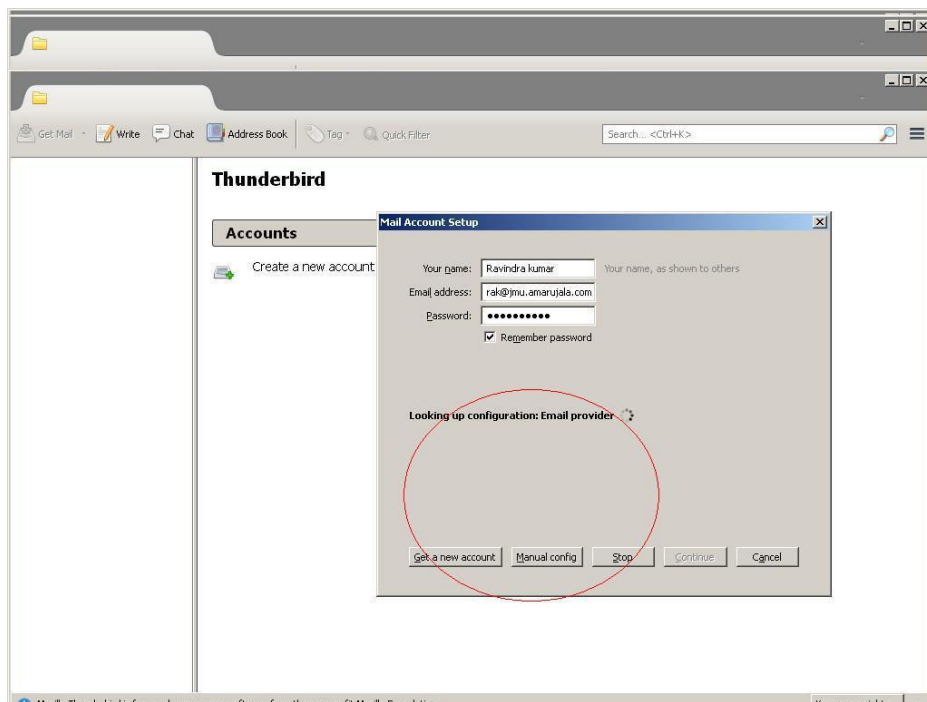 Get Mail Write Chat Address Book Tag Quick Filter Search... <Ctrl+K>
Thunderbird
Accounts
Create a new account
Mail Account Setup
Your name: Ravindra kumar Your name, as shown to others
Email address: rak@jmu.amarujala.com
Password: ••••••••••
Remember password
Looking up configuration: Email provider
Get a new account Manual config Stop Continue Cancel